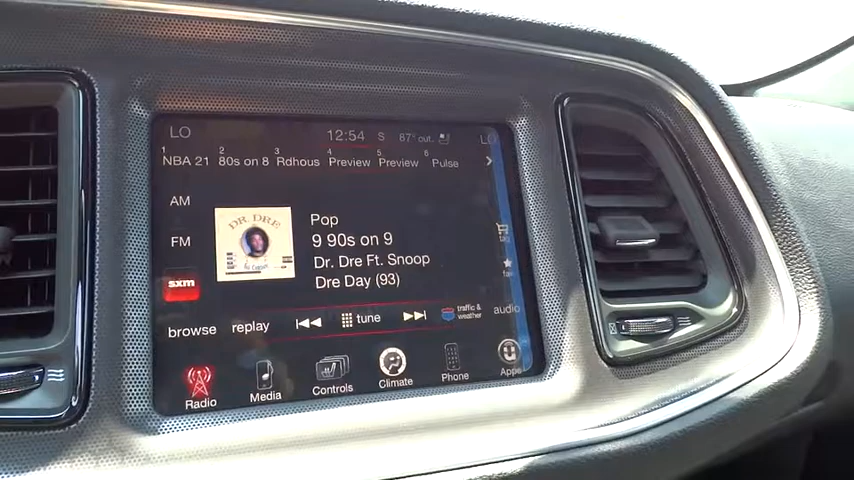 LO 12:54 S 67° out. LO
1 NBA 21 2 80s on 8 3 Rdhous 4 Preview 5 Preview 6 Pulse
AM
FM
sxm
DR. DRE
Pop
9 90s on 9
Dr. Dre Ft. Snoop
Dre Day (93)
tag
fav
browse replay tune traffic & weather audio
Radio Media Controls Climate Phone Apps